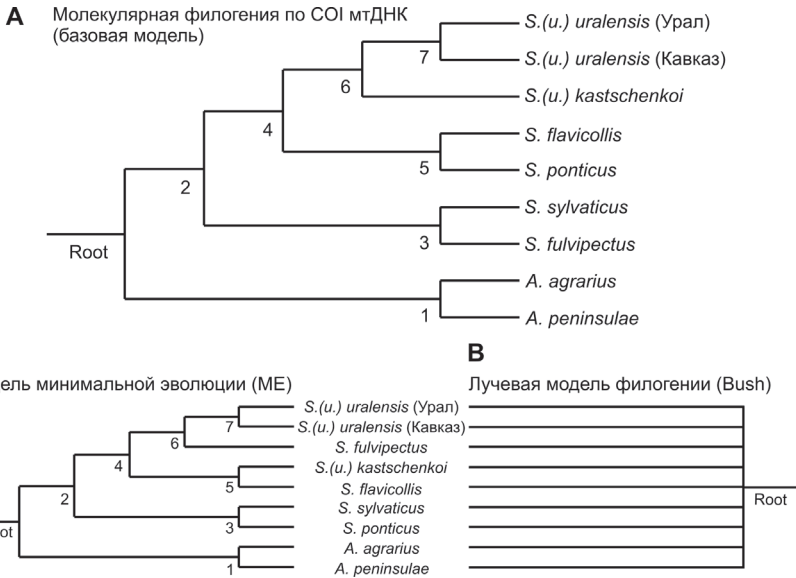 A
Молекулярная филогения по COI мтДНК
(базовая модель)
S.(u.) uralensis (Урал)
7
S.(u.) uralensis (Кавказ)
6
S.(u.) kastschenkoi
4
S. flavicollis
5
S. ponticus
2
S. sylvaticus
3
S. fulvipectus
Root
A. agrarius
1
A. peninsulae
В
ель минимальной эволюции (ME)
Лучевая модель филогении (Bush)
S.(u.) uralensis (Урал)
7
S.(u.) uralensis (Кавказ)
6
S. fulvipectus
4
S.(u.) kastschenkoi
5
S. flavicollis
2
Root
S. sylvaticus
3
S. ponticus
ot
A. agrarius
1
A. peninsulae